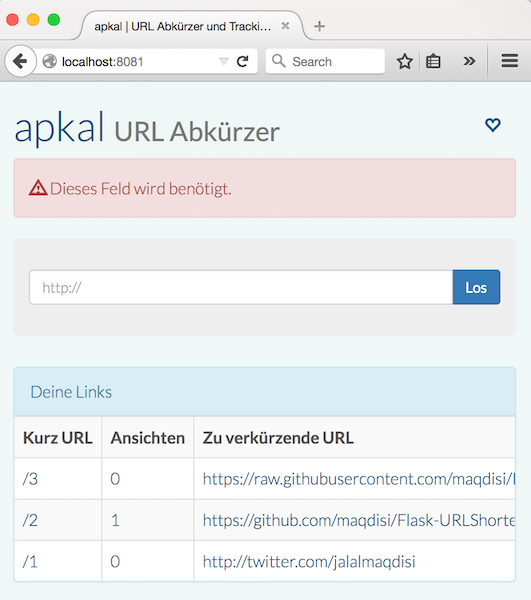 apkal | URL Abkürzer und Tracki...
localhost:8081
Search
apkal URL Abkürzer
Dieses Feld wird benötigt.
http://
Los
Deine Links
Kurz URL Ansichten Zu verkürzende URL
/3 0 https://raw.githubusercontent.com/maqdisi/
/2 1 https://github.com/maqdisi/Flask-URLShorte
/1 0 http://twitter.com/jalalmaqdisi